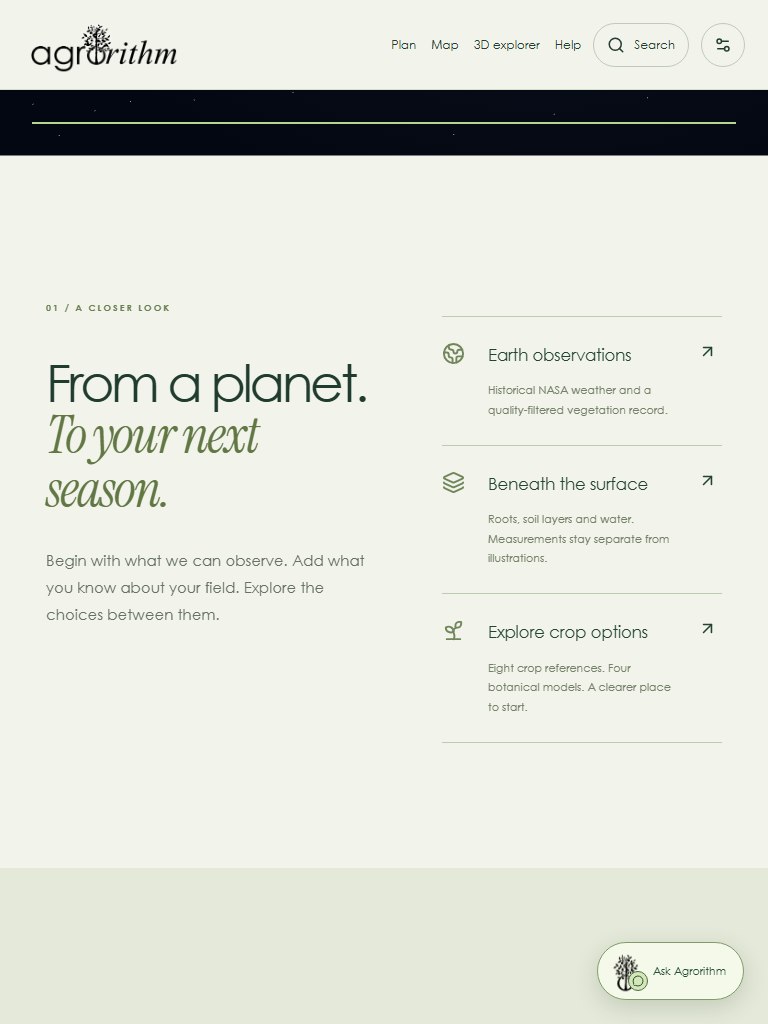 agrorithm
Plan
Map
3D explorer
Help
Search
01 / A CLOSER LOOK
From a planet.
To your next
season.
Begin with what we can observe. Add what
you know about your field. Explore the
choices between them.
Earth observations
Historical NASA weather and a
quality-filtered vegetation record.
Beneath the surface
Roots, soil layers and water.
Measurements stay separate from
illustrations.
Explore crop options
Eight crop references. Four
botanical models. A clearer place
to start.
Ask Agrorithm